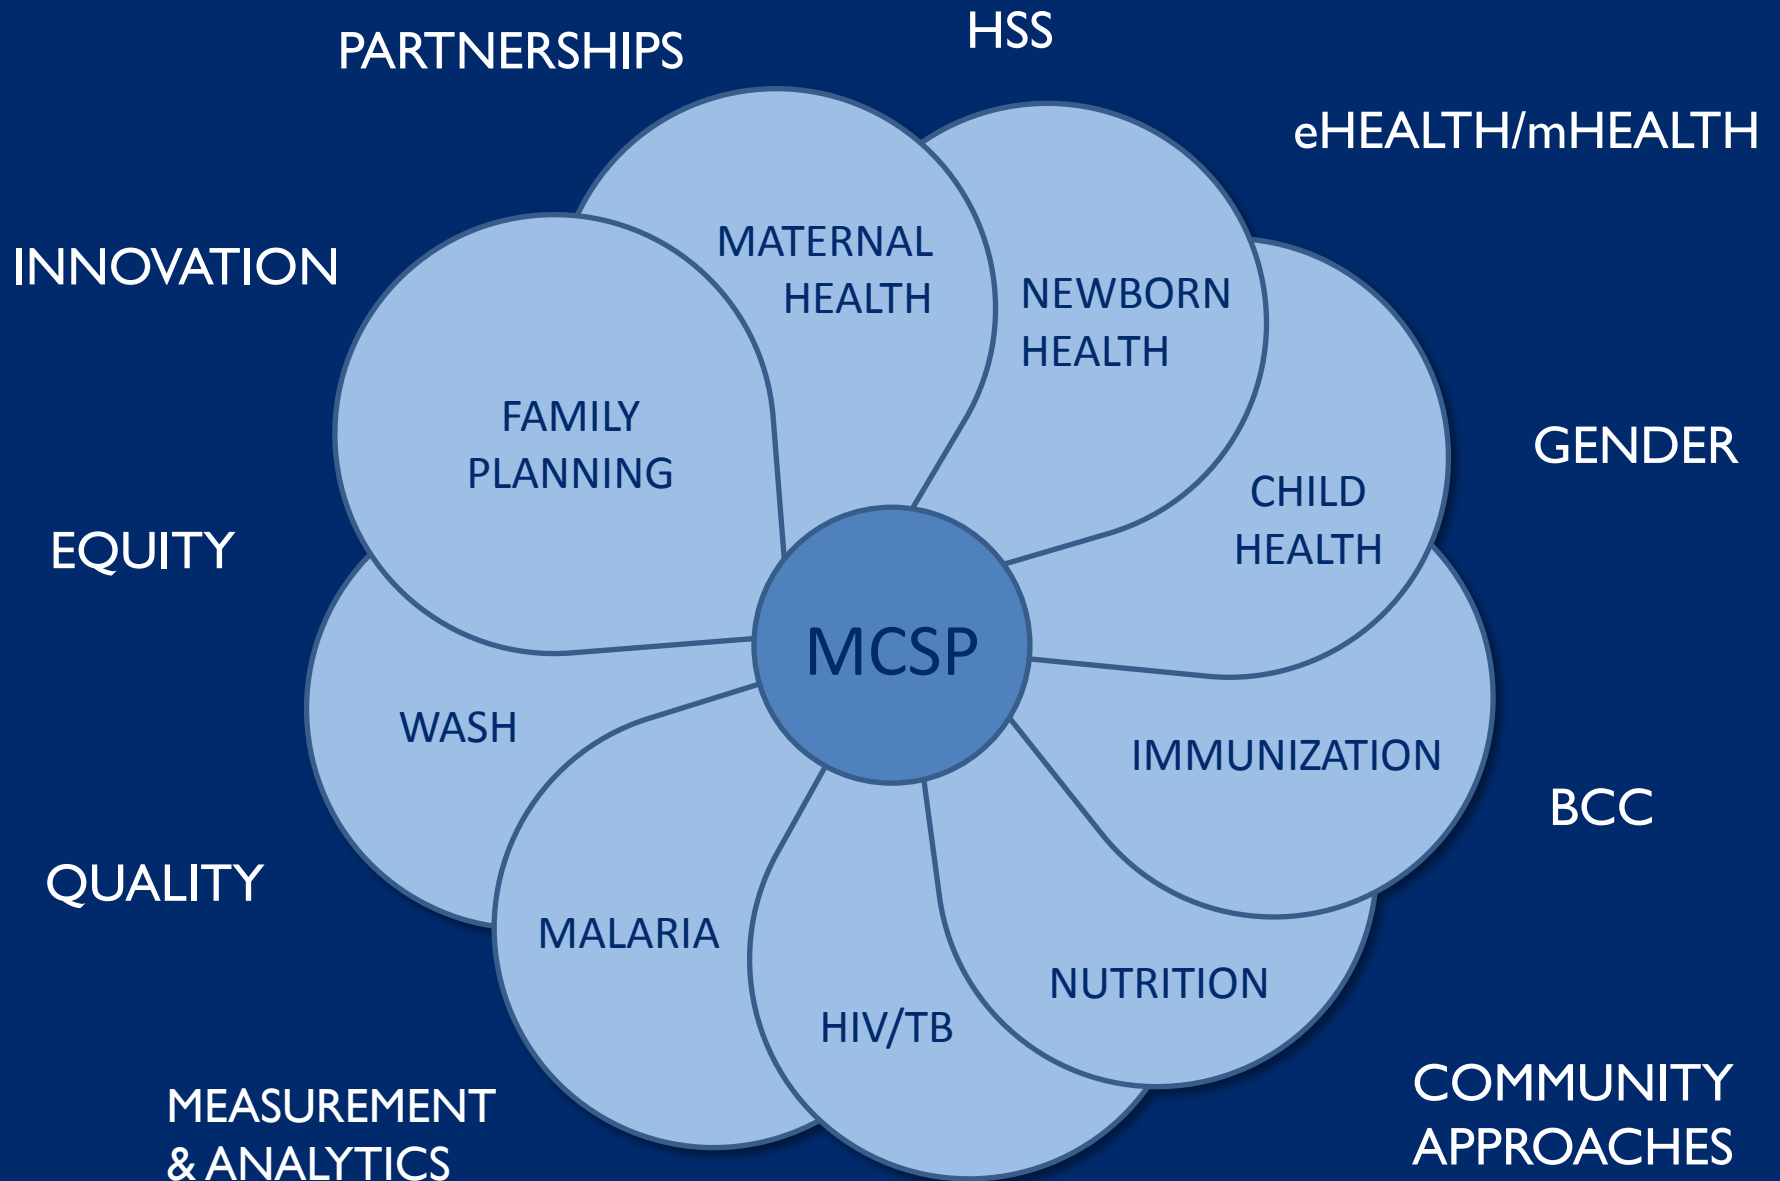 HSS
PARTNERSHIPS
eHEALTH/mHEALTH
INNOVATION
MATERNAL
HEALTH
NEWBORN
HEALTH
FAMILY
PLANNING
GENDER
CHILD
HEALTH
EQUITY
MCSP
WASH
IMMUNIZATION
BCC
QUALITY
MALARIA
NUTRITION
HIV/TB
MEASUREMENT
& ANALYTICS
COMMUNITY
APPROACHES